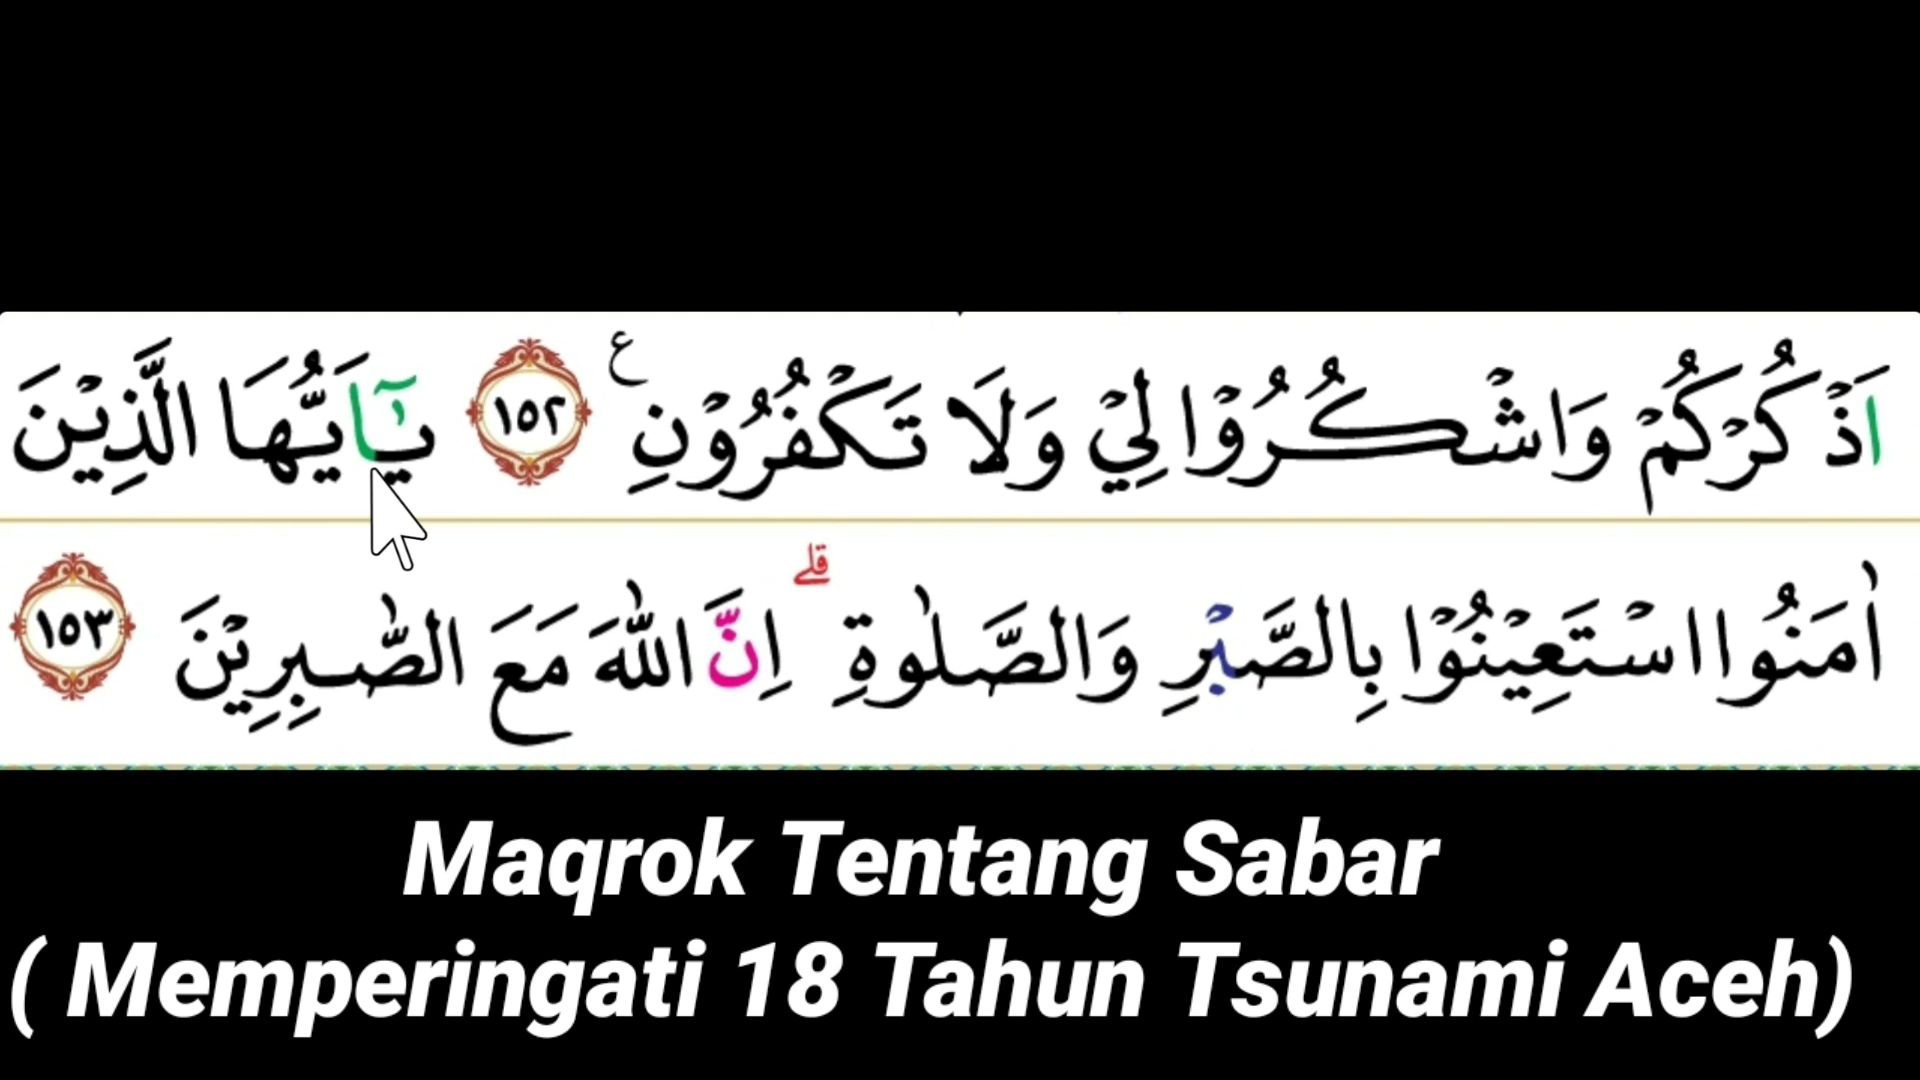 اَذْكُرْكُمْ وَاشْكُرُوْا لِيْ وَلَا تَكْفُرُوْنِ ࣖ ١٥٢ يٰٓاَيُّهَا الَّذِيْنَ
اٰمَنُوا اسْتَعِيْنُوْا بِالصَّبْرِ وَالصَّلٰوةِ ۗ اِنَّ اللّٰهَ مَعَ الصّٰبِرِيْنَ ١٥٣
Maqrok Tentang Sabar
( Memperingati 18 Tahun Tsunami Aceh)